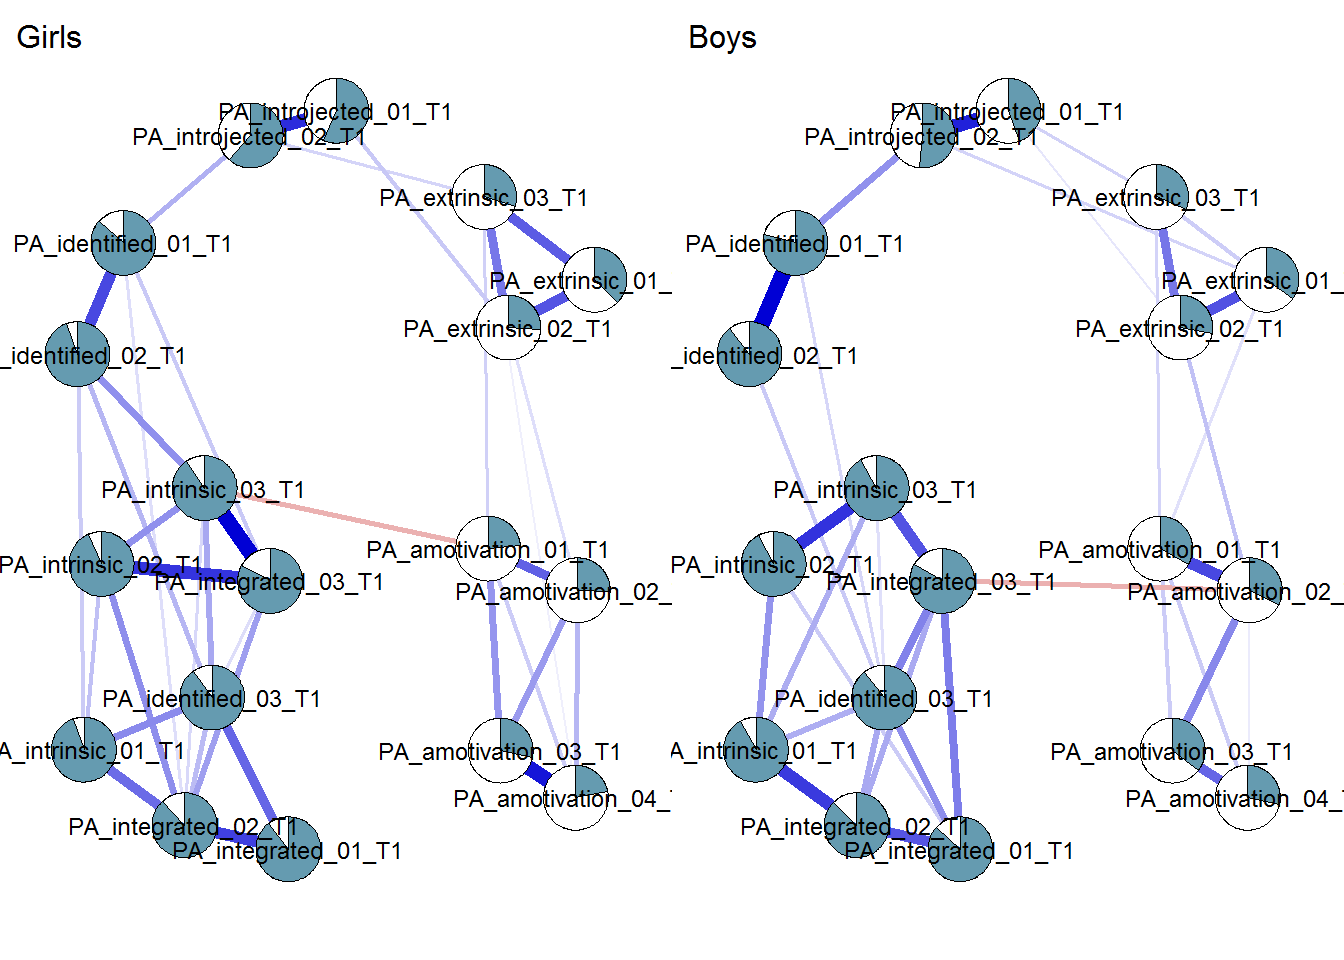 Girls
PA_introjected_01_T1
PA_introjected_02_T1
PA_extrinsic_03_T1
PA_identified_01_T1
PA_extrinsic_01_
PA_extrinsic_02_T1
_identified_02_T1
PA_intrinsic_03_T1
PA_amotivation_01_T1
PA_intrinsic_02_T1
PA_integrated_03_T1
PA_amotivation_02_
PA_identified_03_T1
A_intrinsic_01_T1
PA_amotivation_03_T1
PA_amotivation_04_
PA_integrated_02_T1
PA_integrated_01_T1
Boys
PA_introjected_01_T1
PA_introjected_02_T1
PA_extrinsic_03_T1
PA_identified_01_T1
PA_extrinsic_01_
PA_extrinsic_02_T1
_identified_02_T1
PA_intrinsic_03_T1
PA_amotivation_01_T1
PA_intrinsic_02_T1
PA_integrated_03_T1
PA_amotivation_02_
PA_identified_03_T1
A_intrinsic_01_T1
PA_amotivation_03_T1
PA_amotivation_04_
PA_integrated_02_T1
PA_integrated_01_T1